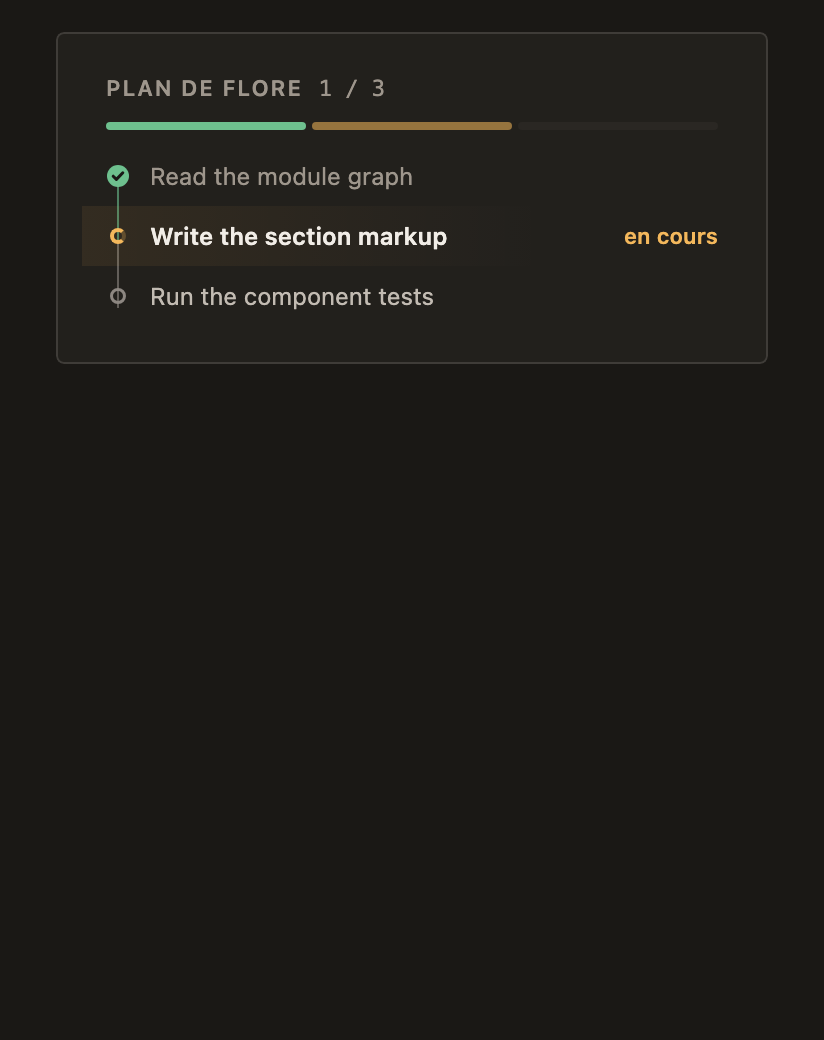 PLAN DE FLORE 1 / 3
Read the module graph
Write the section markup en cours
Run the component tests